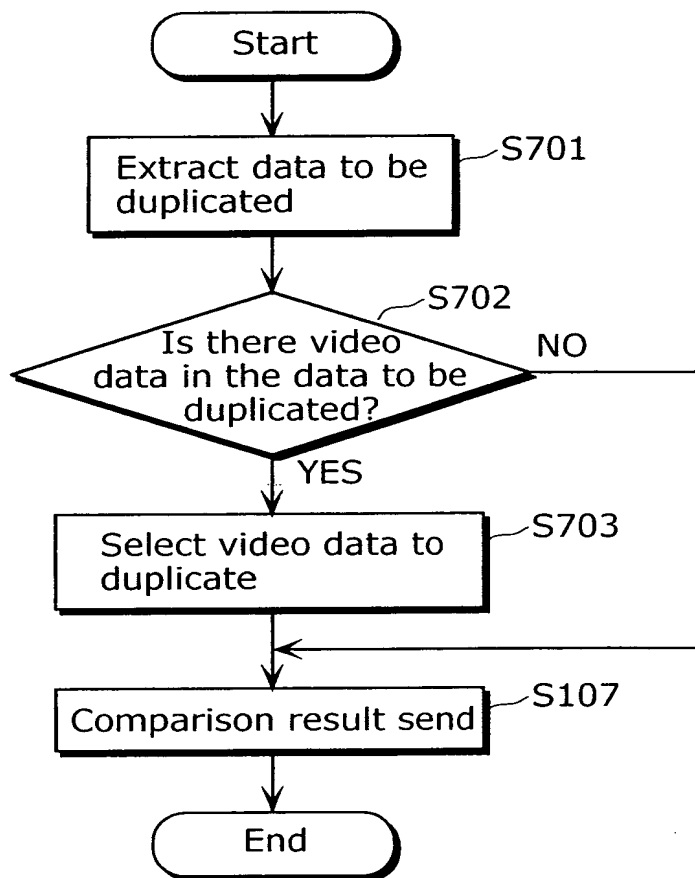 Start
Extract data to be
duplicated
S701
S702
Is there video
data in the data to be
duplicated?
NO
YES
Select video data to
duplicate
S703
Comparison result send
S107
End